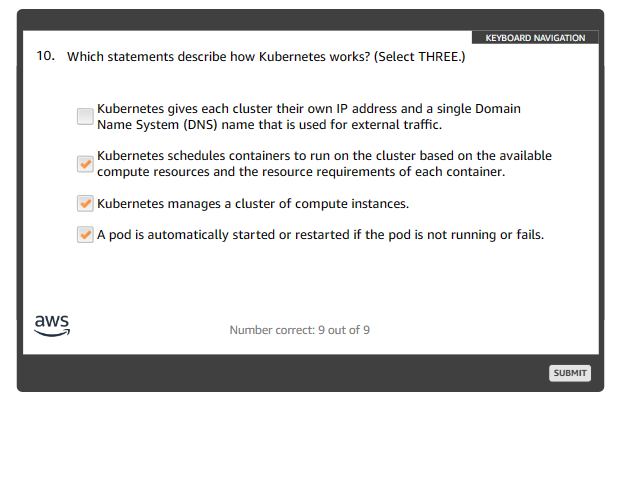 KEYBOARD NAVIGATION
10. Which statements describe how Kubernetes works? (Select THREE.)
Kubernetes gives each cluster their own IP address and a single Domain
Name System (DNS) name that is used for external traffic.
Kubernetes schedules containers to run on the cluster based on the available
compute resources and the resource requirements of each container.
Kubernetes manages a cluster of compute instances.
A pod is automatically started or restarted if the pod is not running or fails.
aws
Number correct: 9 out of 9
SUBMIT